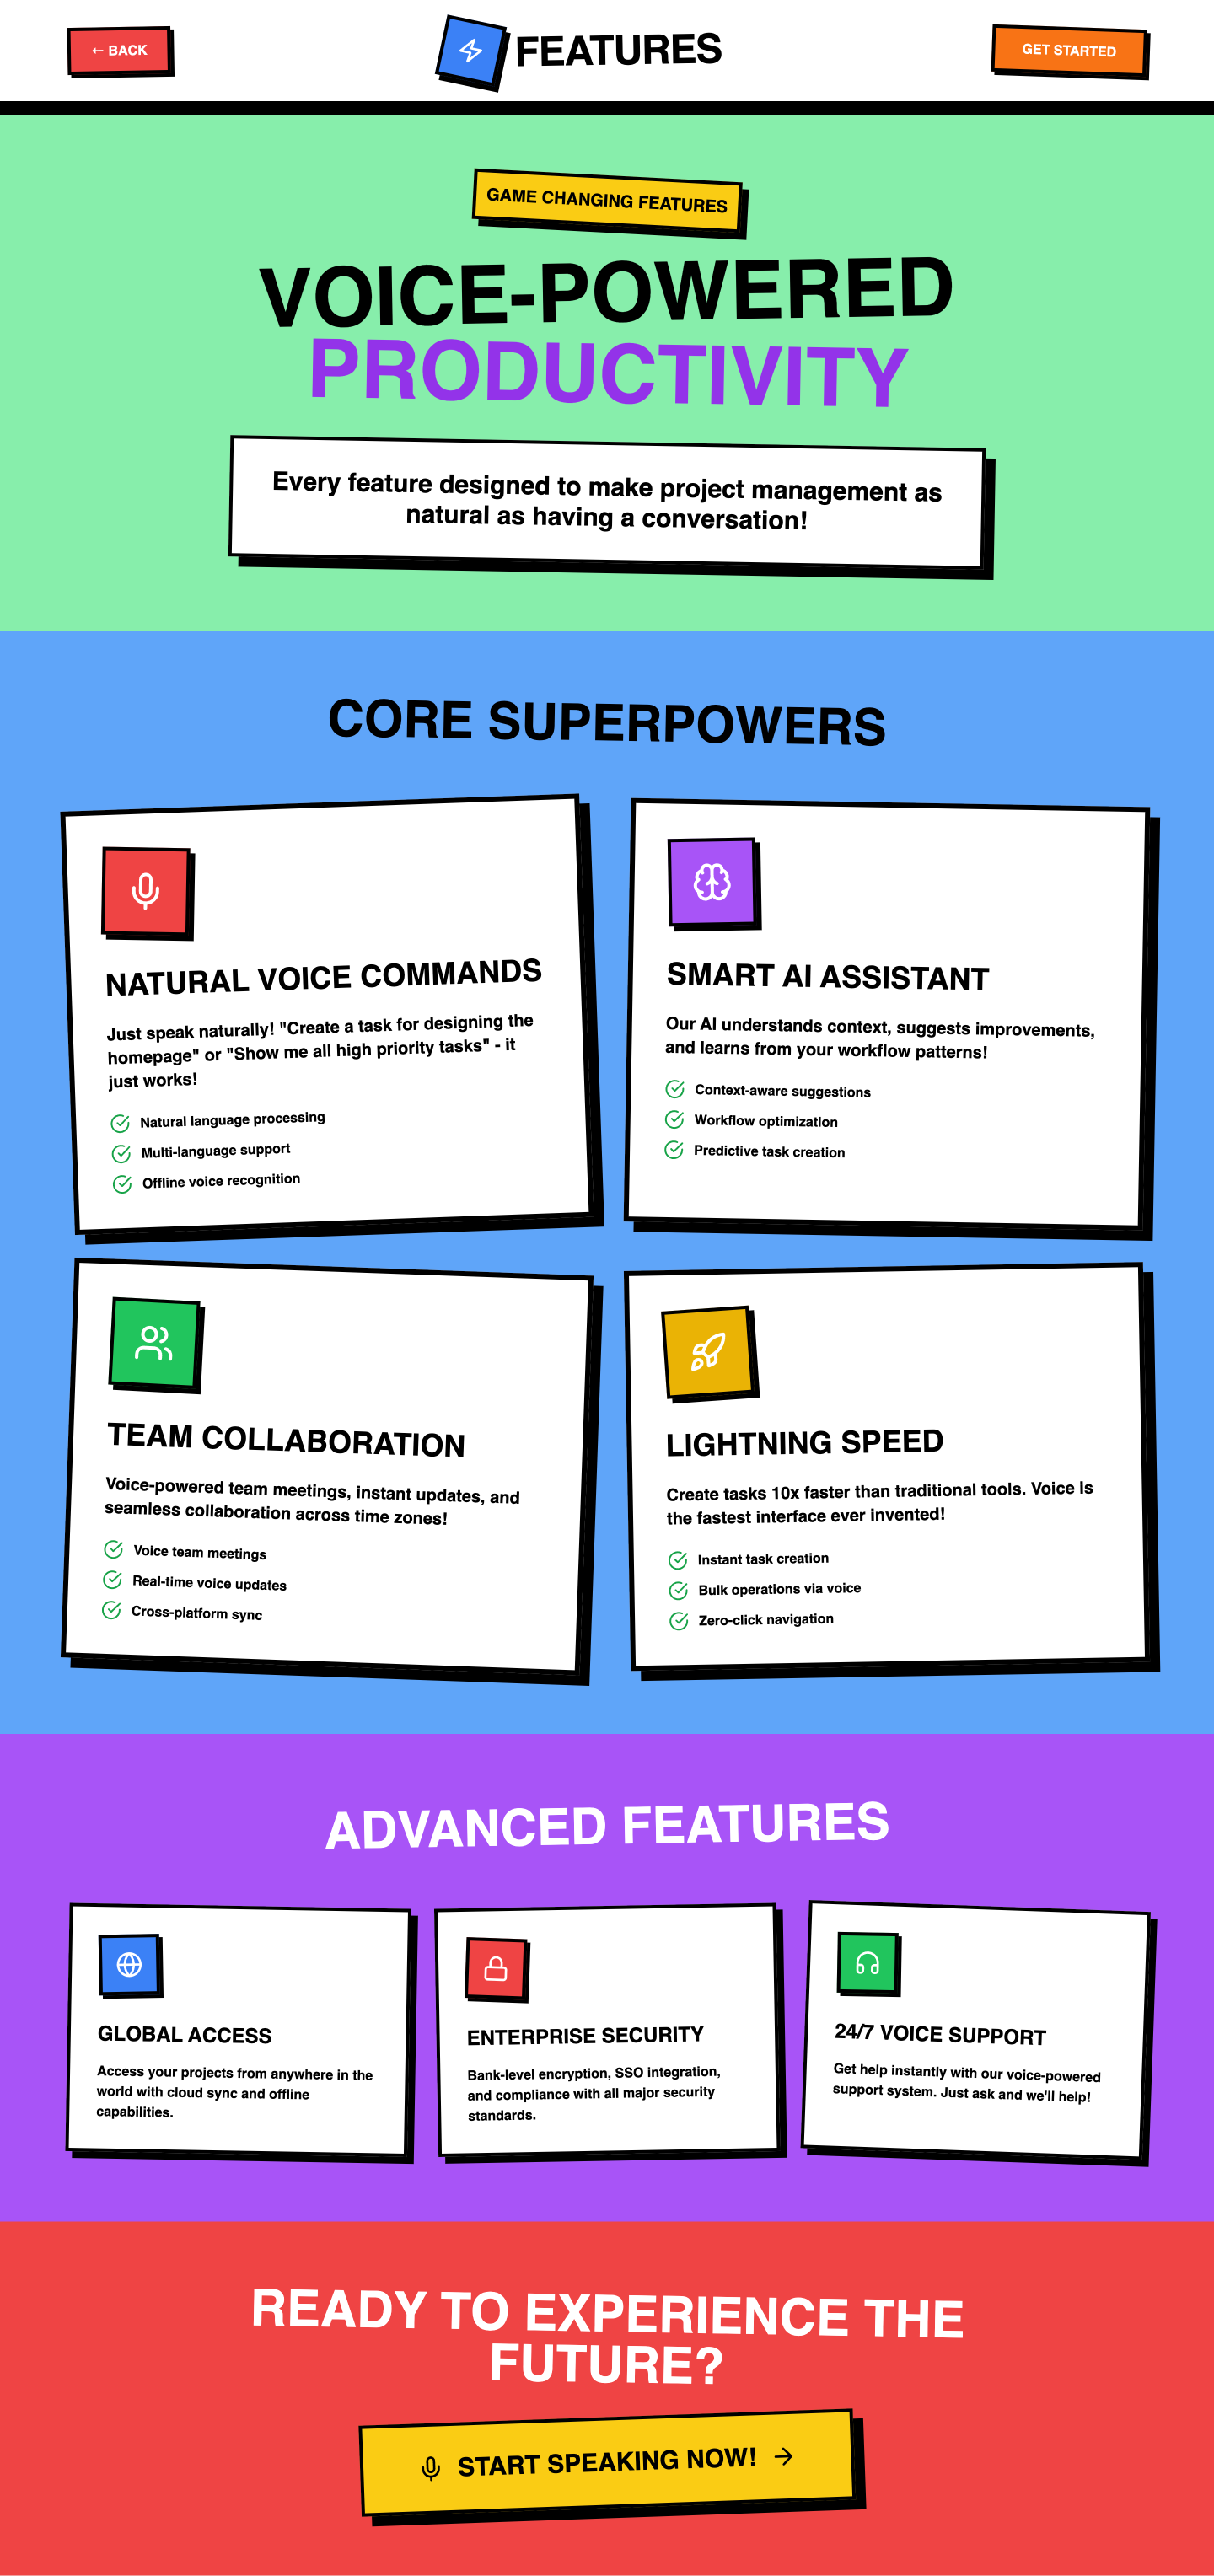 ← BACK
FEATURES
GET STARTED
GAME CHANGING FEATURES
VOICE-POWERED
PRODUCTIVITY
Every feature designed to make project management as
natural as having a conversation!
CORE SUPERPOWERS
NATURAL VOICE COMMANDS
Just speak naturally! "Create a task for designing the
homepage" or "Show me all high priority tasks" - it
just works!
Natural language processing
Multi-language support
Offline voice recognition
SMART AI ASSISTANT
Our AI understands context, suggests improvements,
and learns from your workflow patterns!
Context-aware suggestions
Workflow optimization
Predictive task creation
TEAM COLLABORATION
Voice-powered team meetings, instant updates, and
seamless collaboration across time zones!
Voice team meetings
Real-time voice updates
Cross-platform sync
LIGHTNING SPEED
Create tasks 10x faster than traditional tools. Voice is
the fastest interface ever invented!
Instant task creation
Bulk operations via voice
Zero-click navigation
ADVANCED FEATURES
GLOBAL ACCESS
Access your projects from anywhere in the
world with cloud sync and offline
capabilities.
ENTERPRISE SECURITY
Bank-level encryption, SSO integration,
and compliance with all major security
standards.
24/7 VOICE SUPPORT
Get help instantly with our voice-powered
support system. Just ask and we'll help!
READY TO EXPERIENCE THE
FUTURE?
START SPEAKING NOW! →